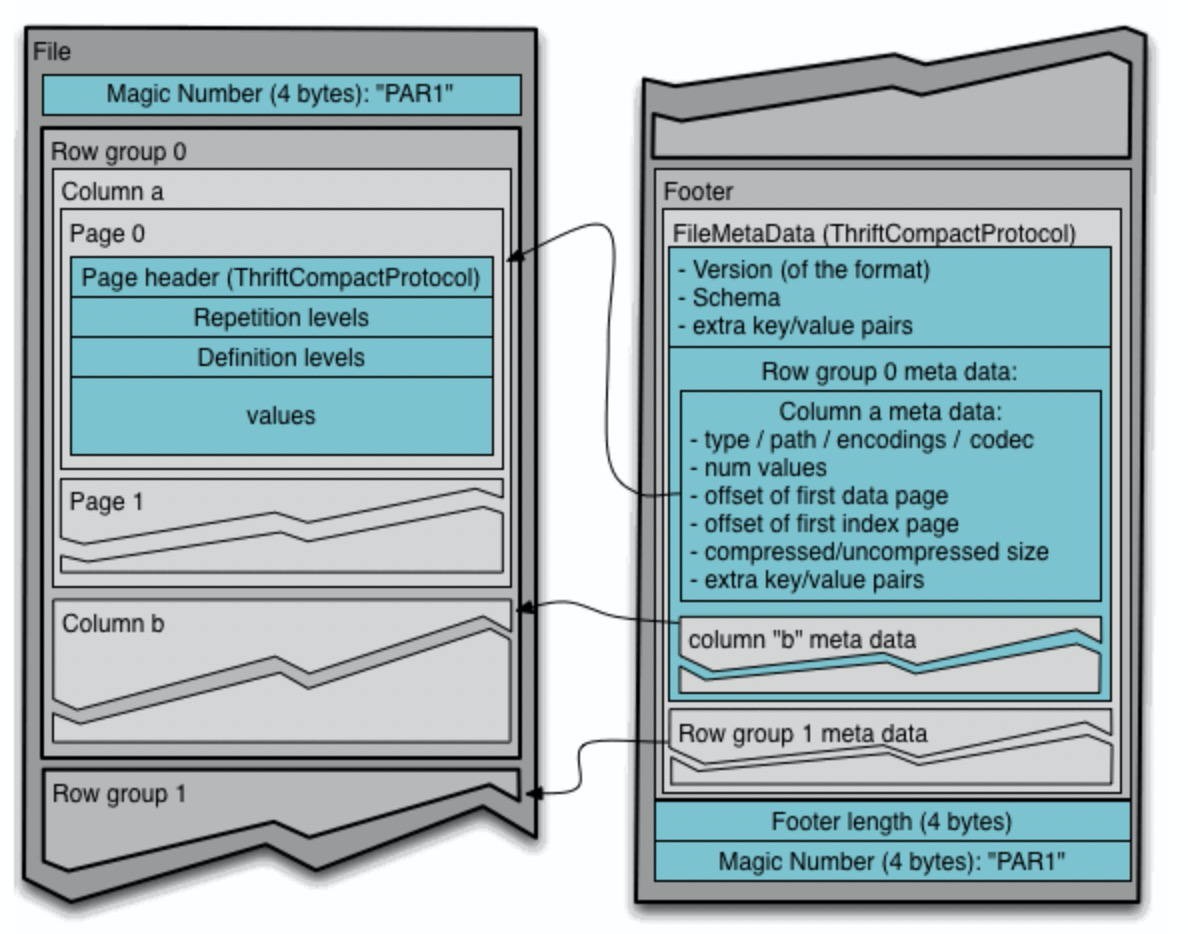 File
Magic Number (4 bytes): "PAR1"
Row group 0
Column a
Page 0
Page header (ThriftCompactProtocol)
Repetition levels
Definition levels
values
Page 1
Column b
Row group 1
Footer
FileMetaData (ThriftCompactProtocol)
- Version (of the format)
- Schema
- extra key/value pairs
Row group 0 meta data:
Column a meta data:
- type / path / encodings / codec
- num values
- offset of first data page
- offset of first index page
- compressed/uncompressed size
- extra key/value pairs
column "b" meta data
Row group 1 meta data
Footer length (4 bytes)
Magic Number (4 bytes): "PAR1"